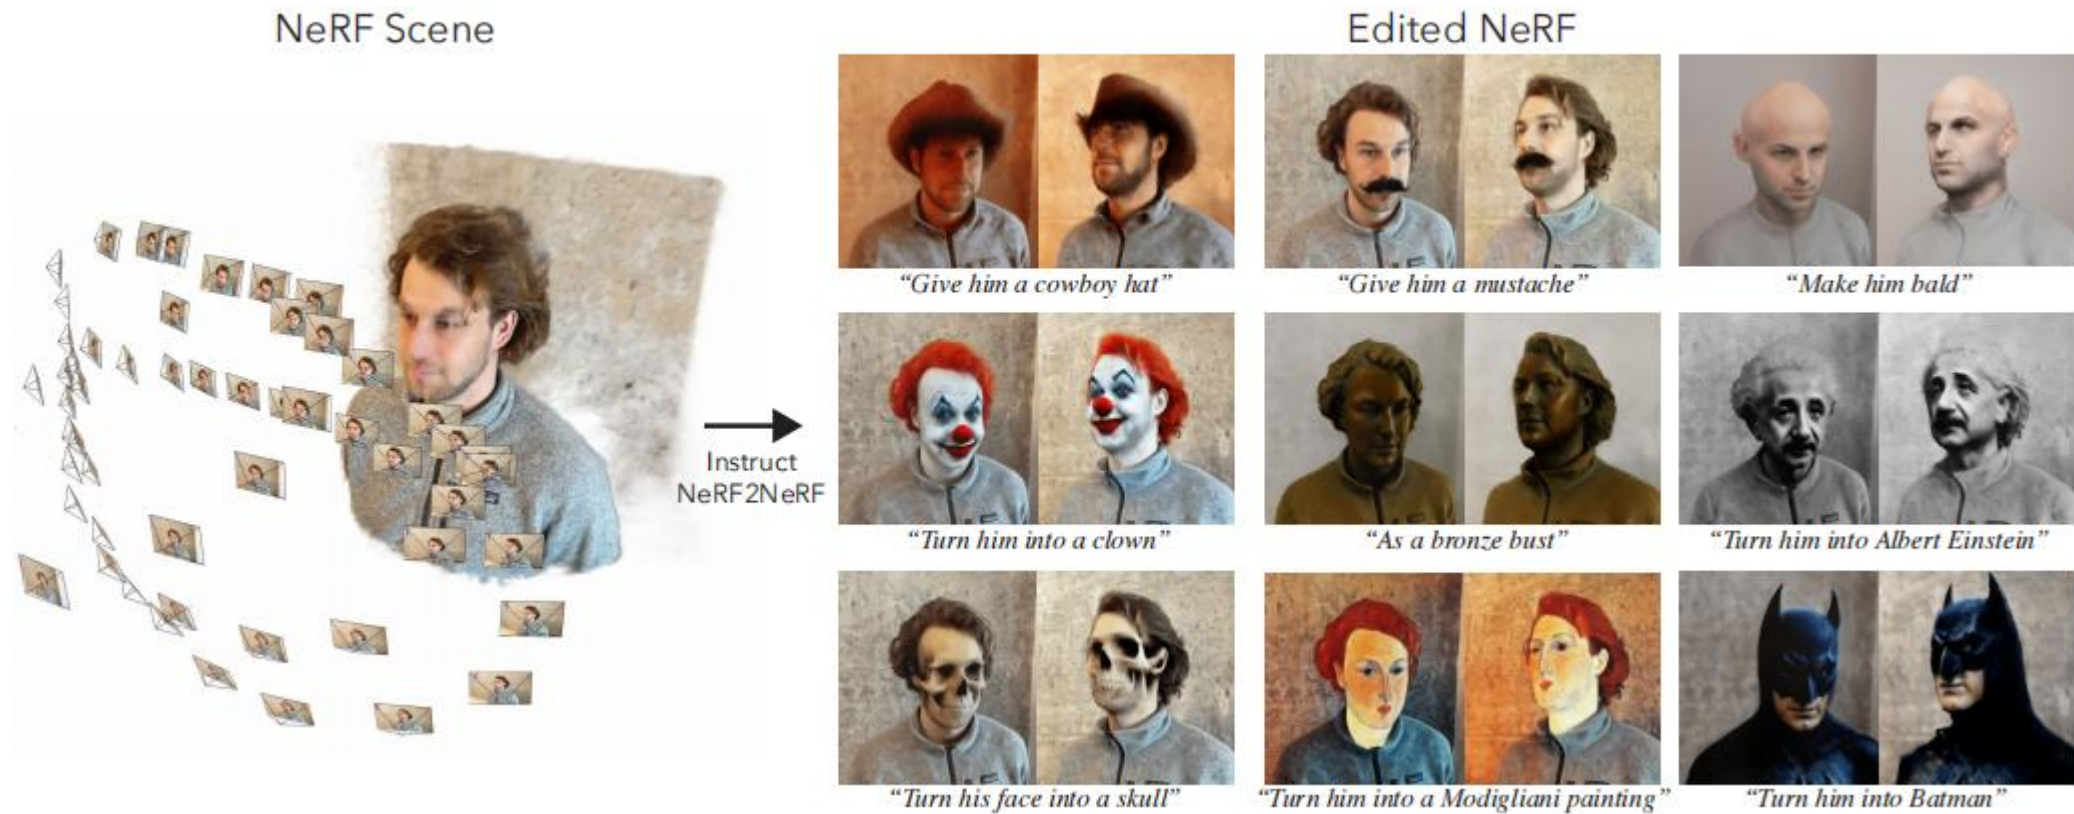 NeRF Scene
Edited NeRF
“Give him a cowboy hat”
“Give him a mustache”
“Make him bald”
Instruct
NeRF2NeRF
“Turn him into a clown”
“As a bronze bust”
“Turn him into Albert Einstein”
“Turn his face into a skull”
“Turn him into a Modigliani painting”
“Turn him into Batman”